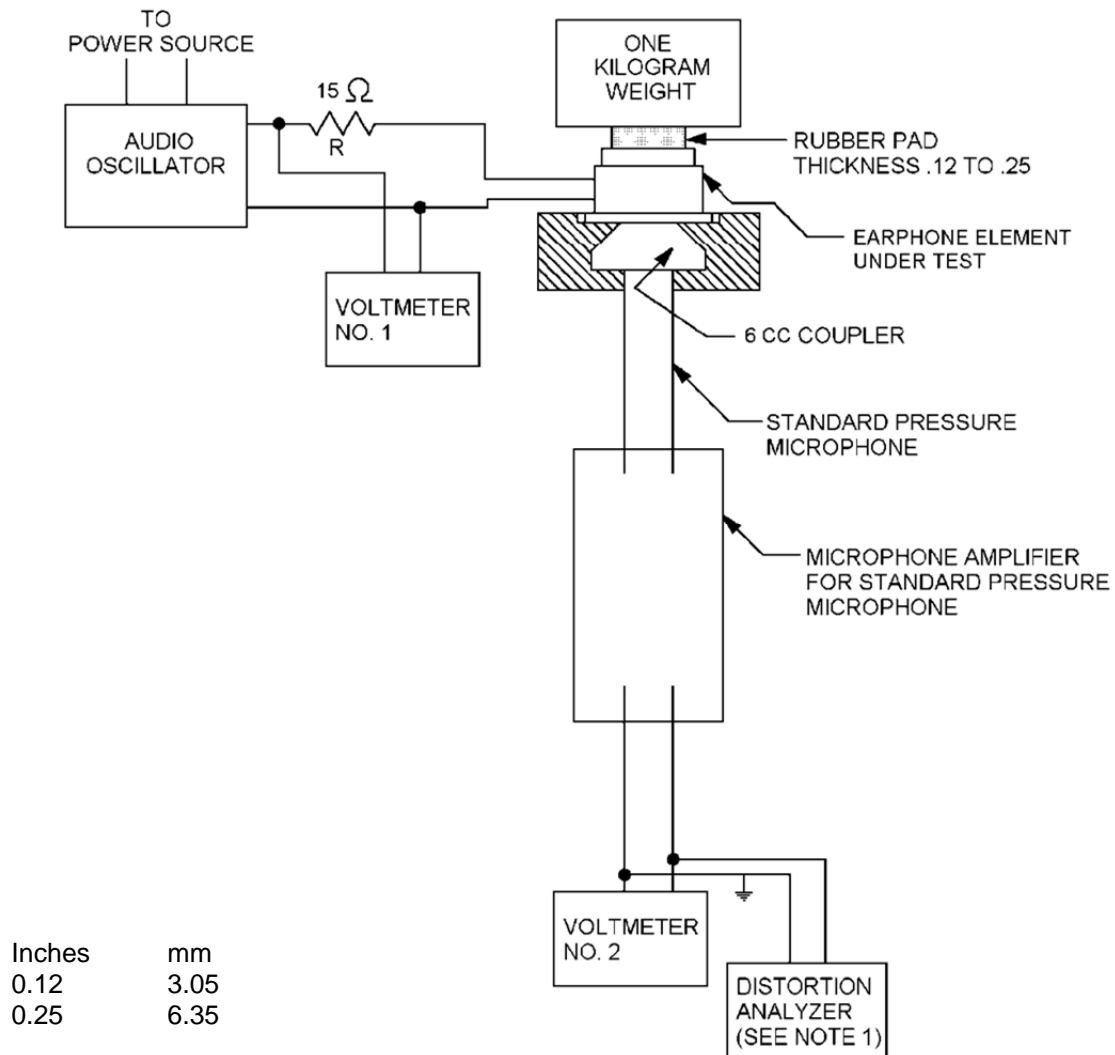 TO
POWER SOURCE
AUDIO
OSCILLATOR
15 Ω
R
ONE
KILOGRAM
WEIGHT
RUBBER PAD
THICKNESS .12 TO .25
EARPHONE ELEMENT
UNDER TEST
VOLTMETER
NO. 1
6 CC COUPLER
STANDARD PRESSURE
MICROPHONE
MICROPHONE AMPLIFIER
FOR STANDARD PRESSURE
MICROPHONE
VOLTMETER
NO. 2
DISTORTION
ANALYZER
(SEE NOTE 1)
Inches mm
0.12 3.05
0.25 6.35